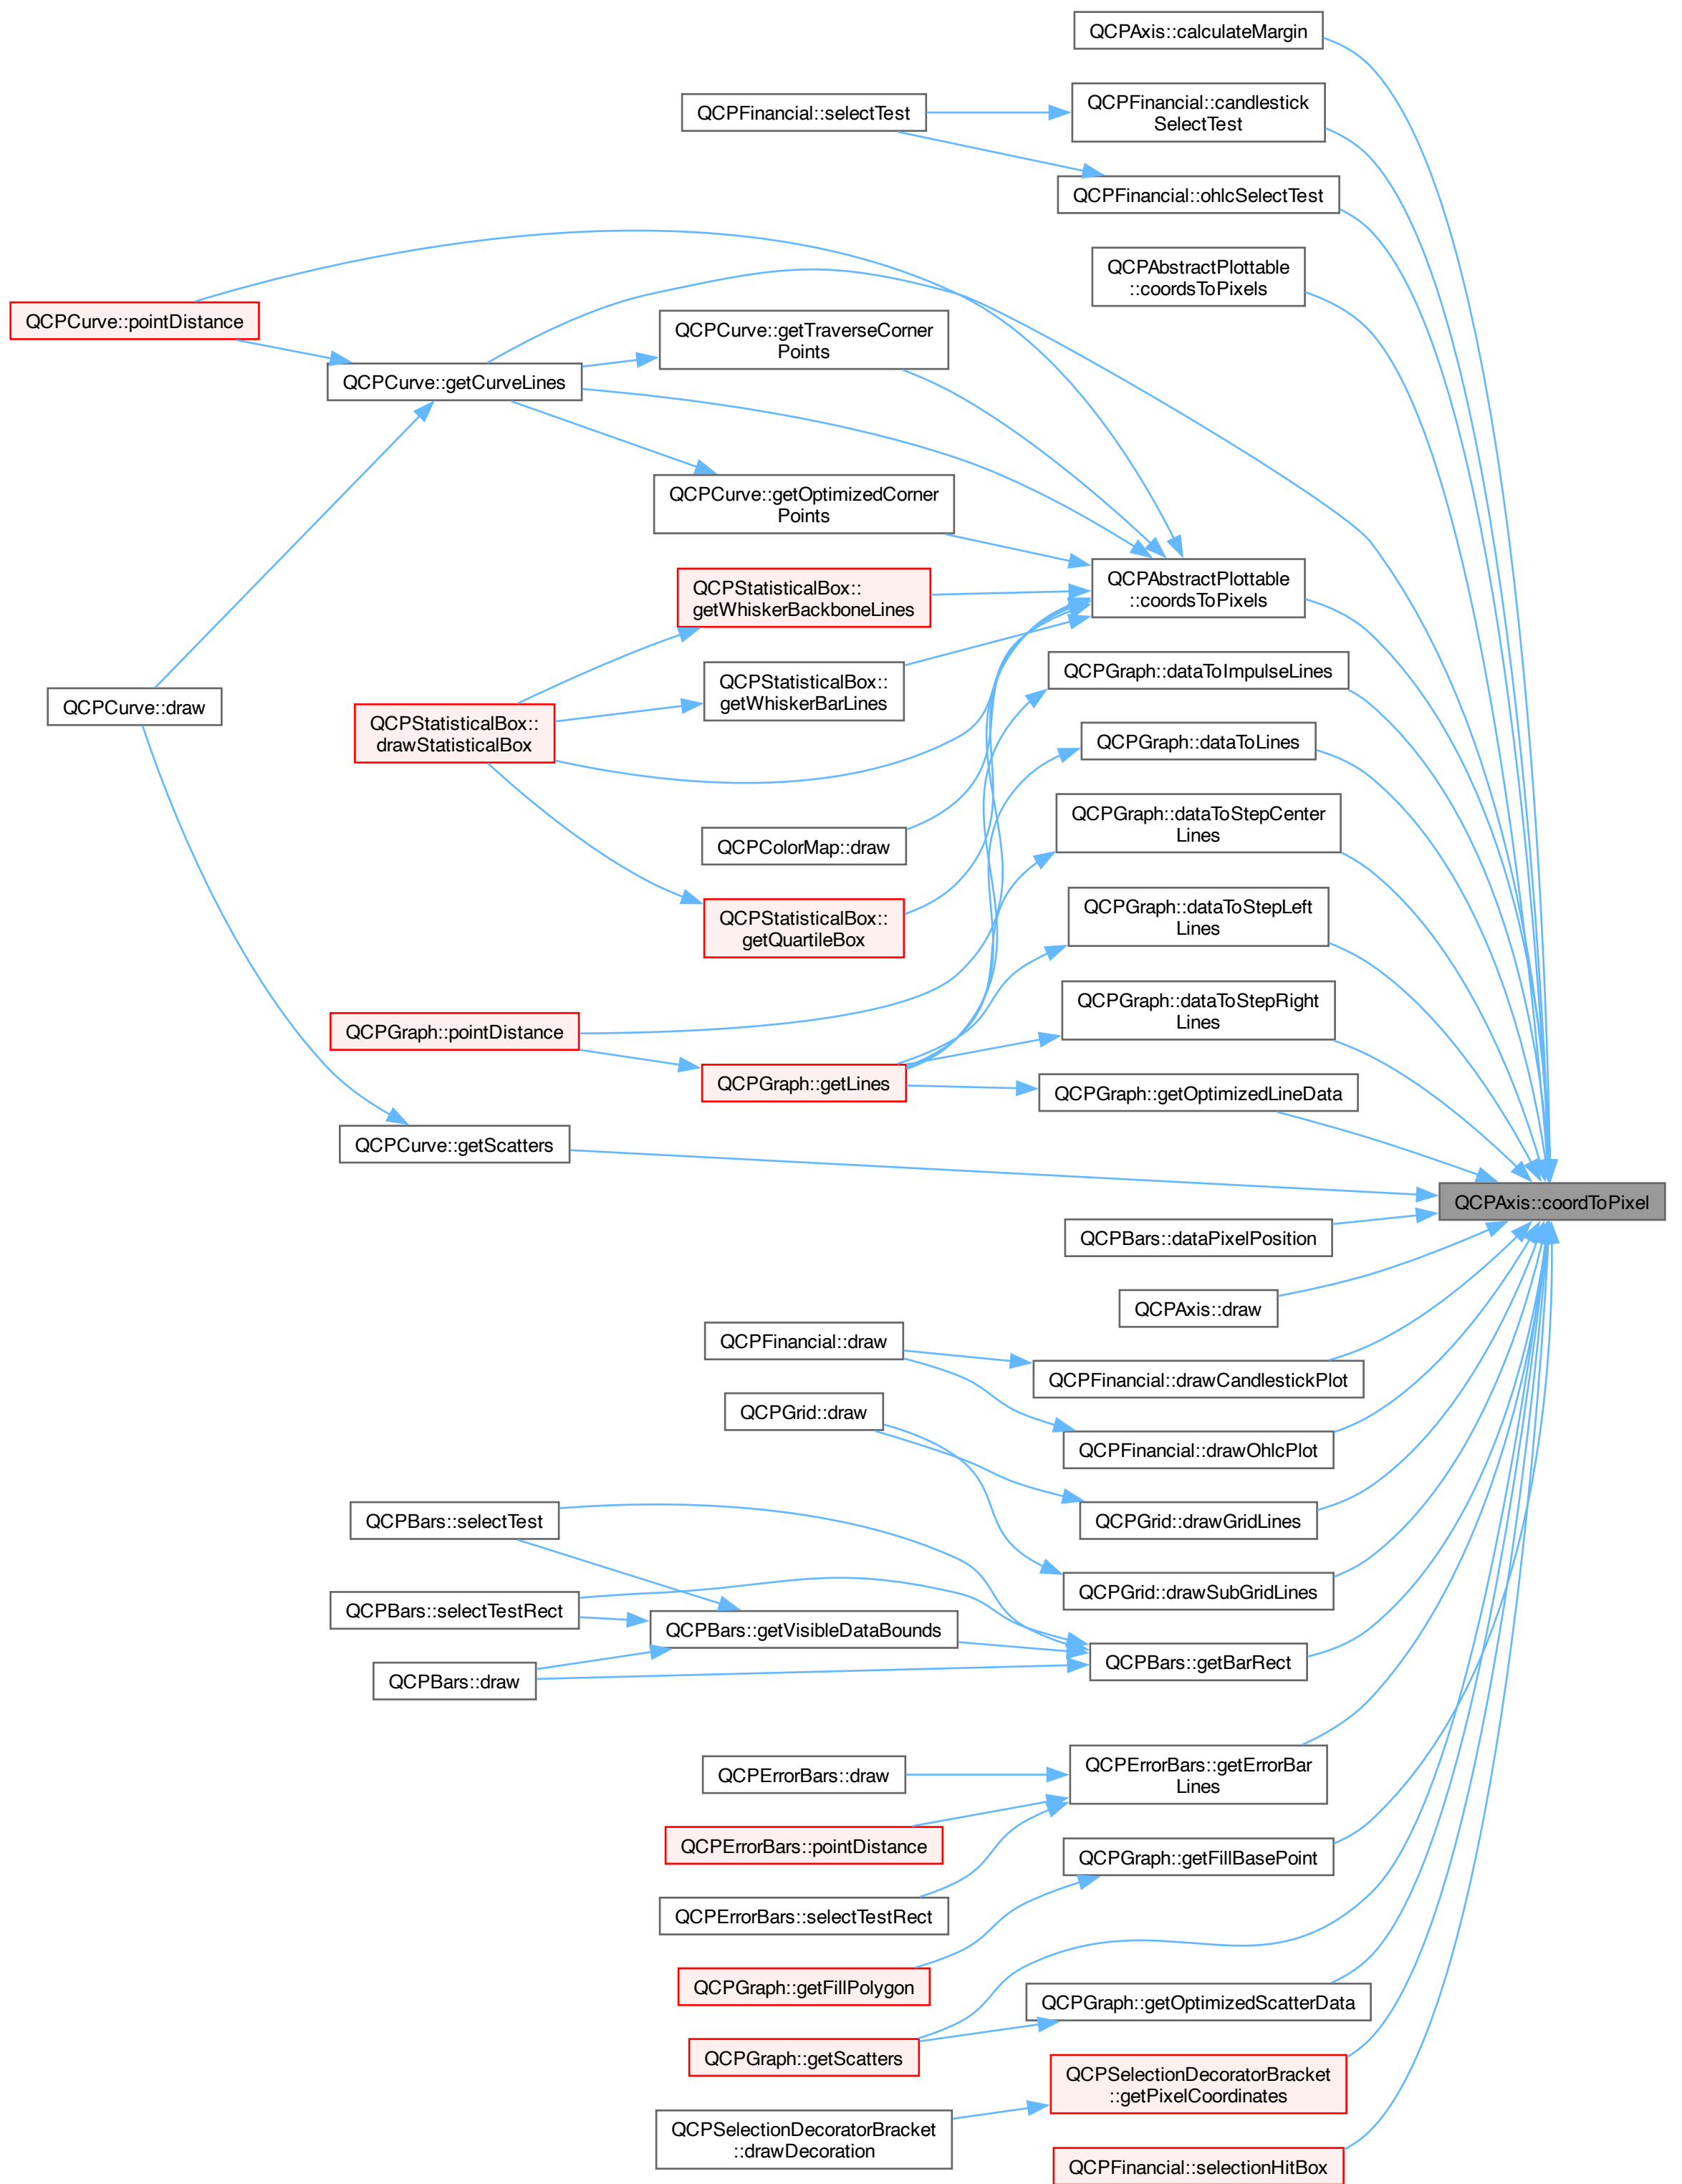 QCPAxis::calculateMargin
QCPFinancial::candlestick
SelectTest
QCPFinancial::selectTest
QCPFinancial::ohlcSelectTest
QCPAbstractPlottable
::coordsToPixels
QCPCurve::pointDistance
QCPCurve::getTraverseCorner
Points
QCPCurve::getCurveLines
QCPCurve::getOptimizedCorner
Points
QCPAbstractPlottable
::coordsToPixels
QCPStatisticalBox::
getWhiskerBackboneLines
QCPGraph::dataToImpulseLines
QCPStatisticalBox::
getWhiskerBarLines
QCPCurve::draw
QCPStatisticalBox::
drawStatisticalBox
QCPGraph::dataToLines
QCPGraph::dataToStepCenter
Lines
QCPColorMap::draw
QCPGraph::dataToStepLeft
Lines
QCPStatisticalBox::
getQuartileBox
QCPGraph::dataToStepRight
Lines
QCPGraph::pointDistance
QCPGraph::getLines
QCPGraph::getOptimizedLineData
QCPCurve::getScatters
QCPAxis::coordToPixel
QCPBars::dataPixelPosition
QCPAxis::draw
QCPFinancial::draw
QCPFinancial::drawCandlestickPlot
QCPGrid::draw
QCPFinancial::drawOhlcPlot
QCPBars::selectTest
QCPGrid::drawGridLines
QCPGrid::drawSubGridLines
QCPBars::selectTestRect
QCPBars::getVisibleDataBounds
QCPBars::getBarRect
QCPBars::draw
QCPErrorBars::getErrorBar
Lines
QCPErrorBars::draw
QCPErrorBars::pointDistance
QCPGraph::getFillBasePoint
QCPErrorBars::selectTestRect
QCPGraph::getFillPolygon
QCPGraph::getOptimizedScatterData
QCPGraph::getScatters
QCPSelectionDecoratorBracket
::getPixelCoordinates
QCPSelectionDecoratorBracket
::drawDecoration
QCPFinancial::selectionHitBox